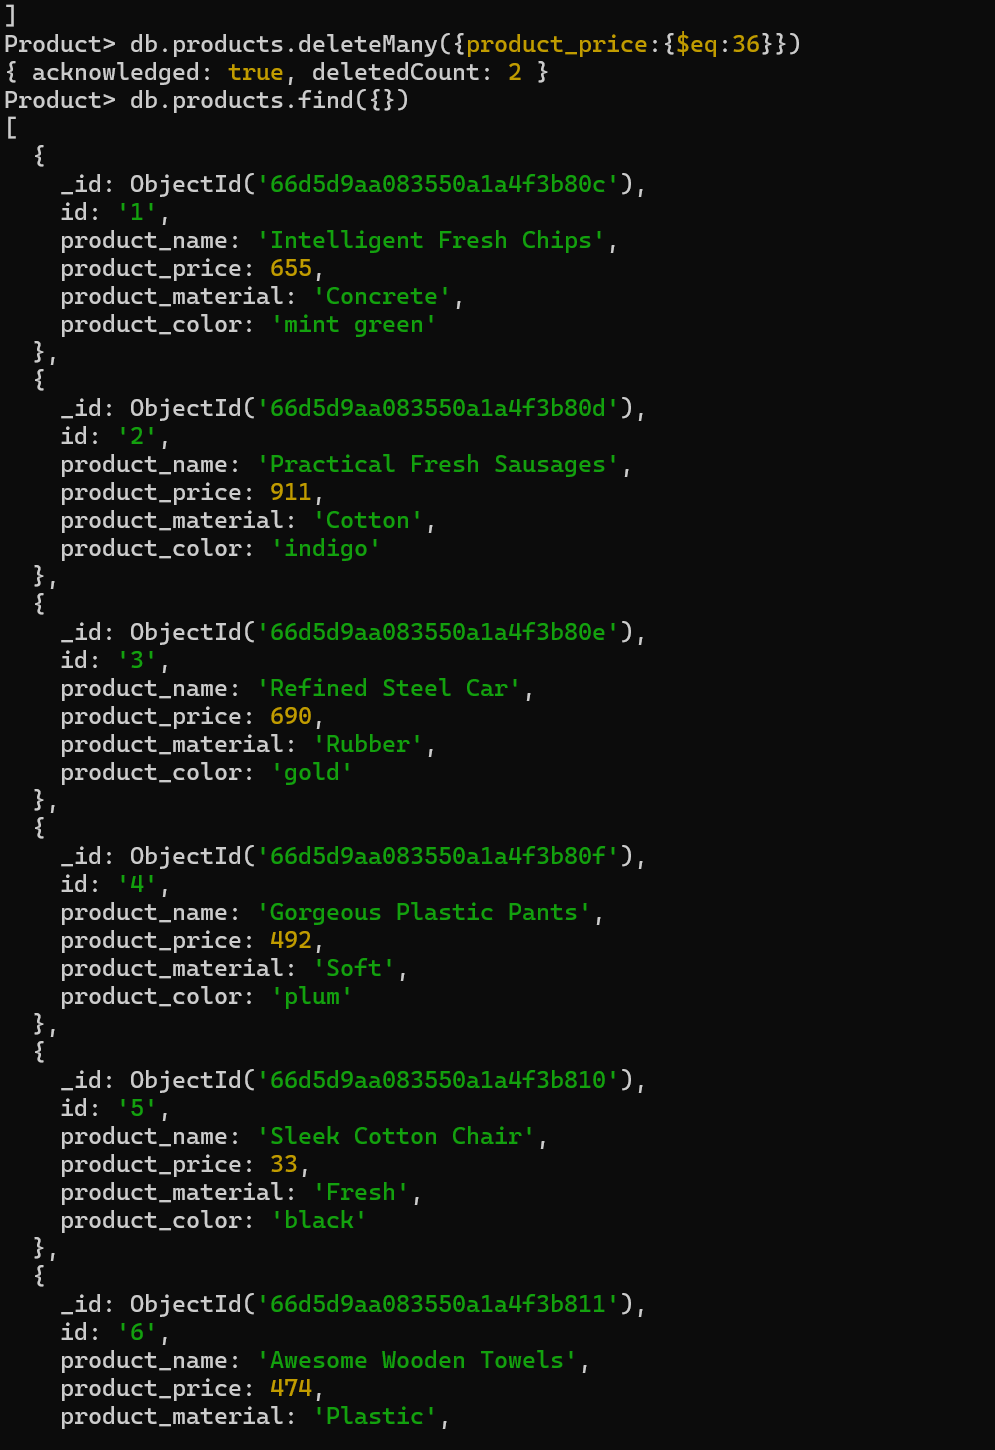 ]
Product> db.products.deleteMany({product_price:{$eq:36}})
{ acknowledged: true, deletedCount: 2 }
Product> db.products.find({})
[
  {
    _id: ObjectId('66d5d9aa083550a1a4f3b80c'),
    id: '1',
    product_name: 'Intelligent Fresh Chips',
    product_price: 655,
    product_material: 'Concrete',
    product_color: 'mint green'
  },
  {
    _id: ObjectId('66d5d9aa083550a1a4f3b80d'),
    id: '2',
    product_name: 'Practical Fresh Sausages',
    product_price: 911,
    product_material: 'Cotton',
    product_color: 'indigo'
  },
  {
    _id: ObjectId('66d5d9aa083550a1a4f3b80e'),
    id: '3',
    product_name: 'Refined Steel Car',
    product_price: 690,
    product_material: 'Rubber',
    product_color: 'gold'
  },
  {
    _id: ObjectId('66d5d9aa083550a1a4f3b80f'),
    id: '4',
    product_name: 'Gorgeous Plastic Pants',
    product_price: 492,
    product_material: 'Soft',
    product_color: 'plum'
  },
  {
    _id: ObjectId('66d5d9aa083550a1a4f3b810'),
    id: '5',
    product_name: 'Sleek Cotton Chair',
    product_price: 33,
    product_material: 'Fresh',
    product_color: 'black'
  },
  {
    _id: ObjectId('66d5d9aa083550a1a4f3b811'),
    id: '6',
    product_name: 'Awesome Wooden Towels',
    product_price: 474,
    product_material: 'Plastic',